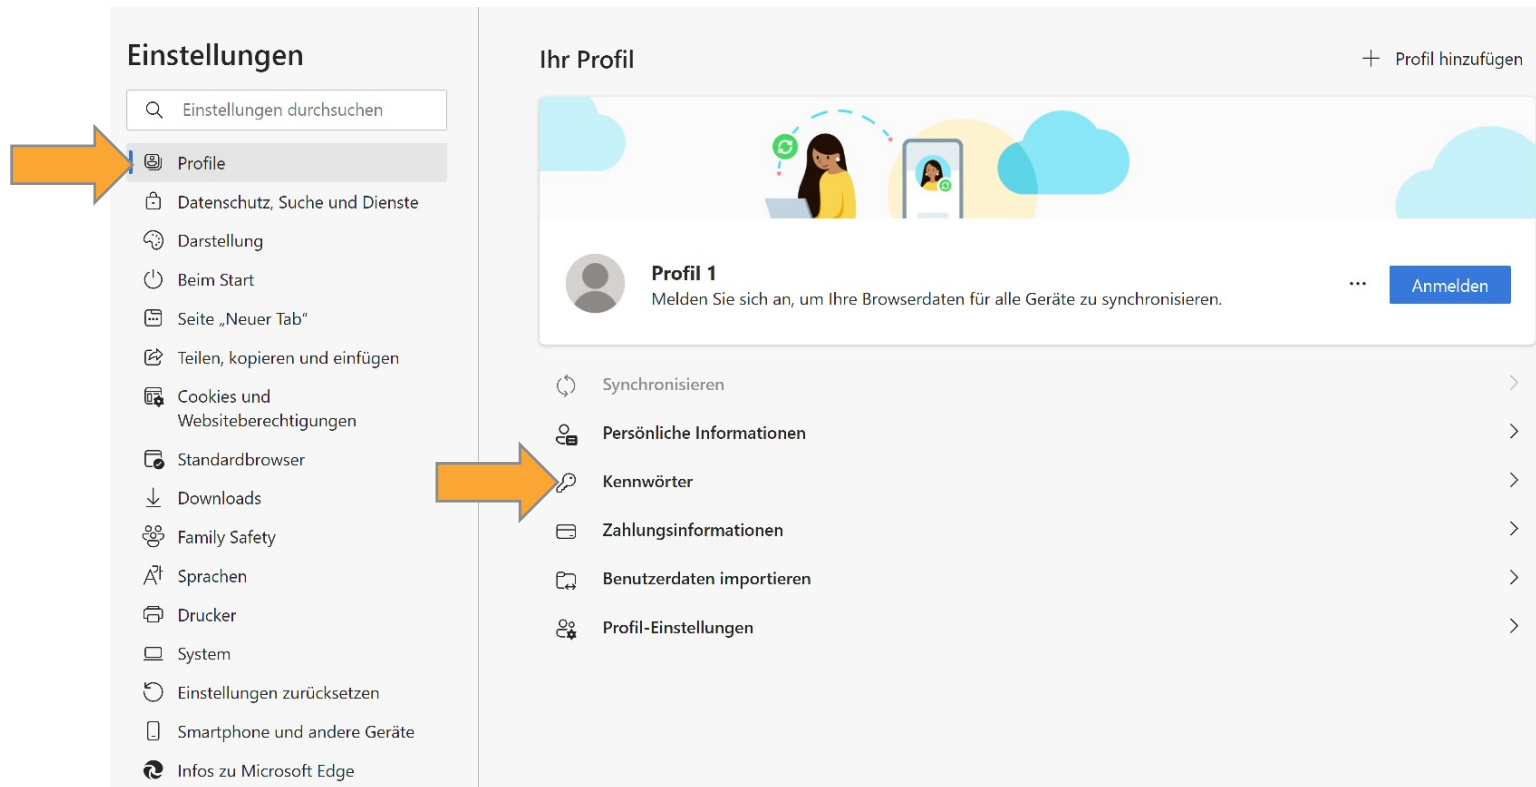 Einstellungen
Einstellungen durchsuchen
Profile
Datenschutz, Suche und Dienste
Darstellung
Beim Start
Seite „Neuer Tab“
Teilen, kopieren und einfügen
Cookies und
Websiteberechtigungen
Standardbrowser
Downloads
Family Safety
Sprachen
Drucker
System
Einstellungen zurücksetzen
Smartphone und andere Geräte
Infos zu Microsoft Edge
Ihr Profil
Profil hinzufügen
Profil 1
Melden Sie sich an, um Ihre Browserdaten für alle Geräte zu synchronisieren.
Anmelden
Synchronisieren
Persönliche Informationen
Kennwörter
Zahlungsinformationen
Benutzerdaten importieren
Profil-Einstellungen